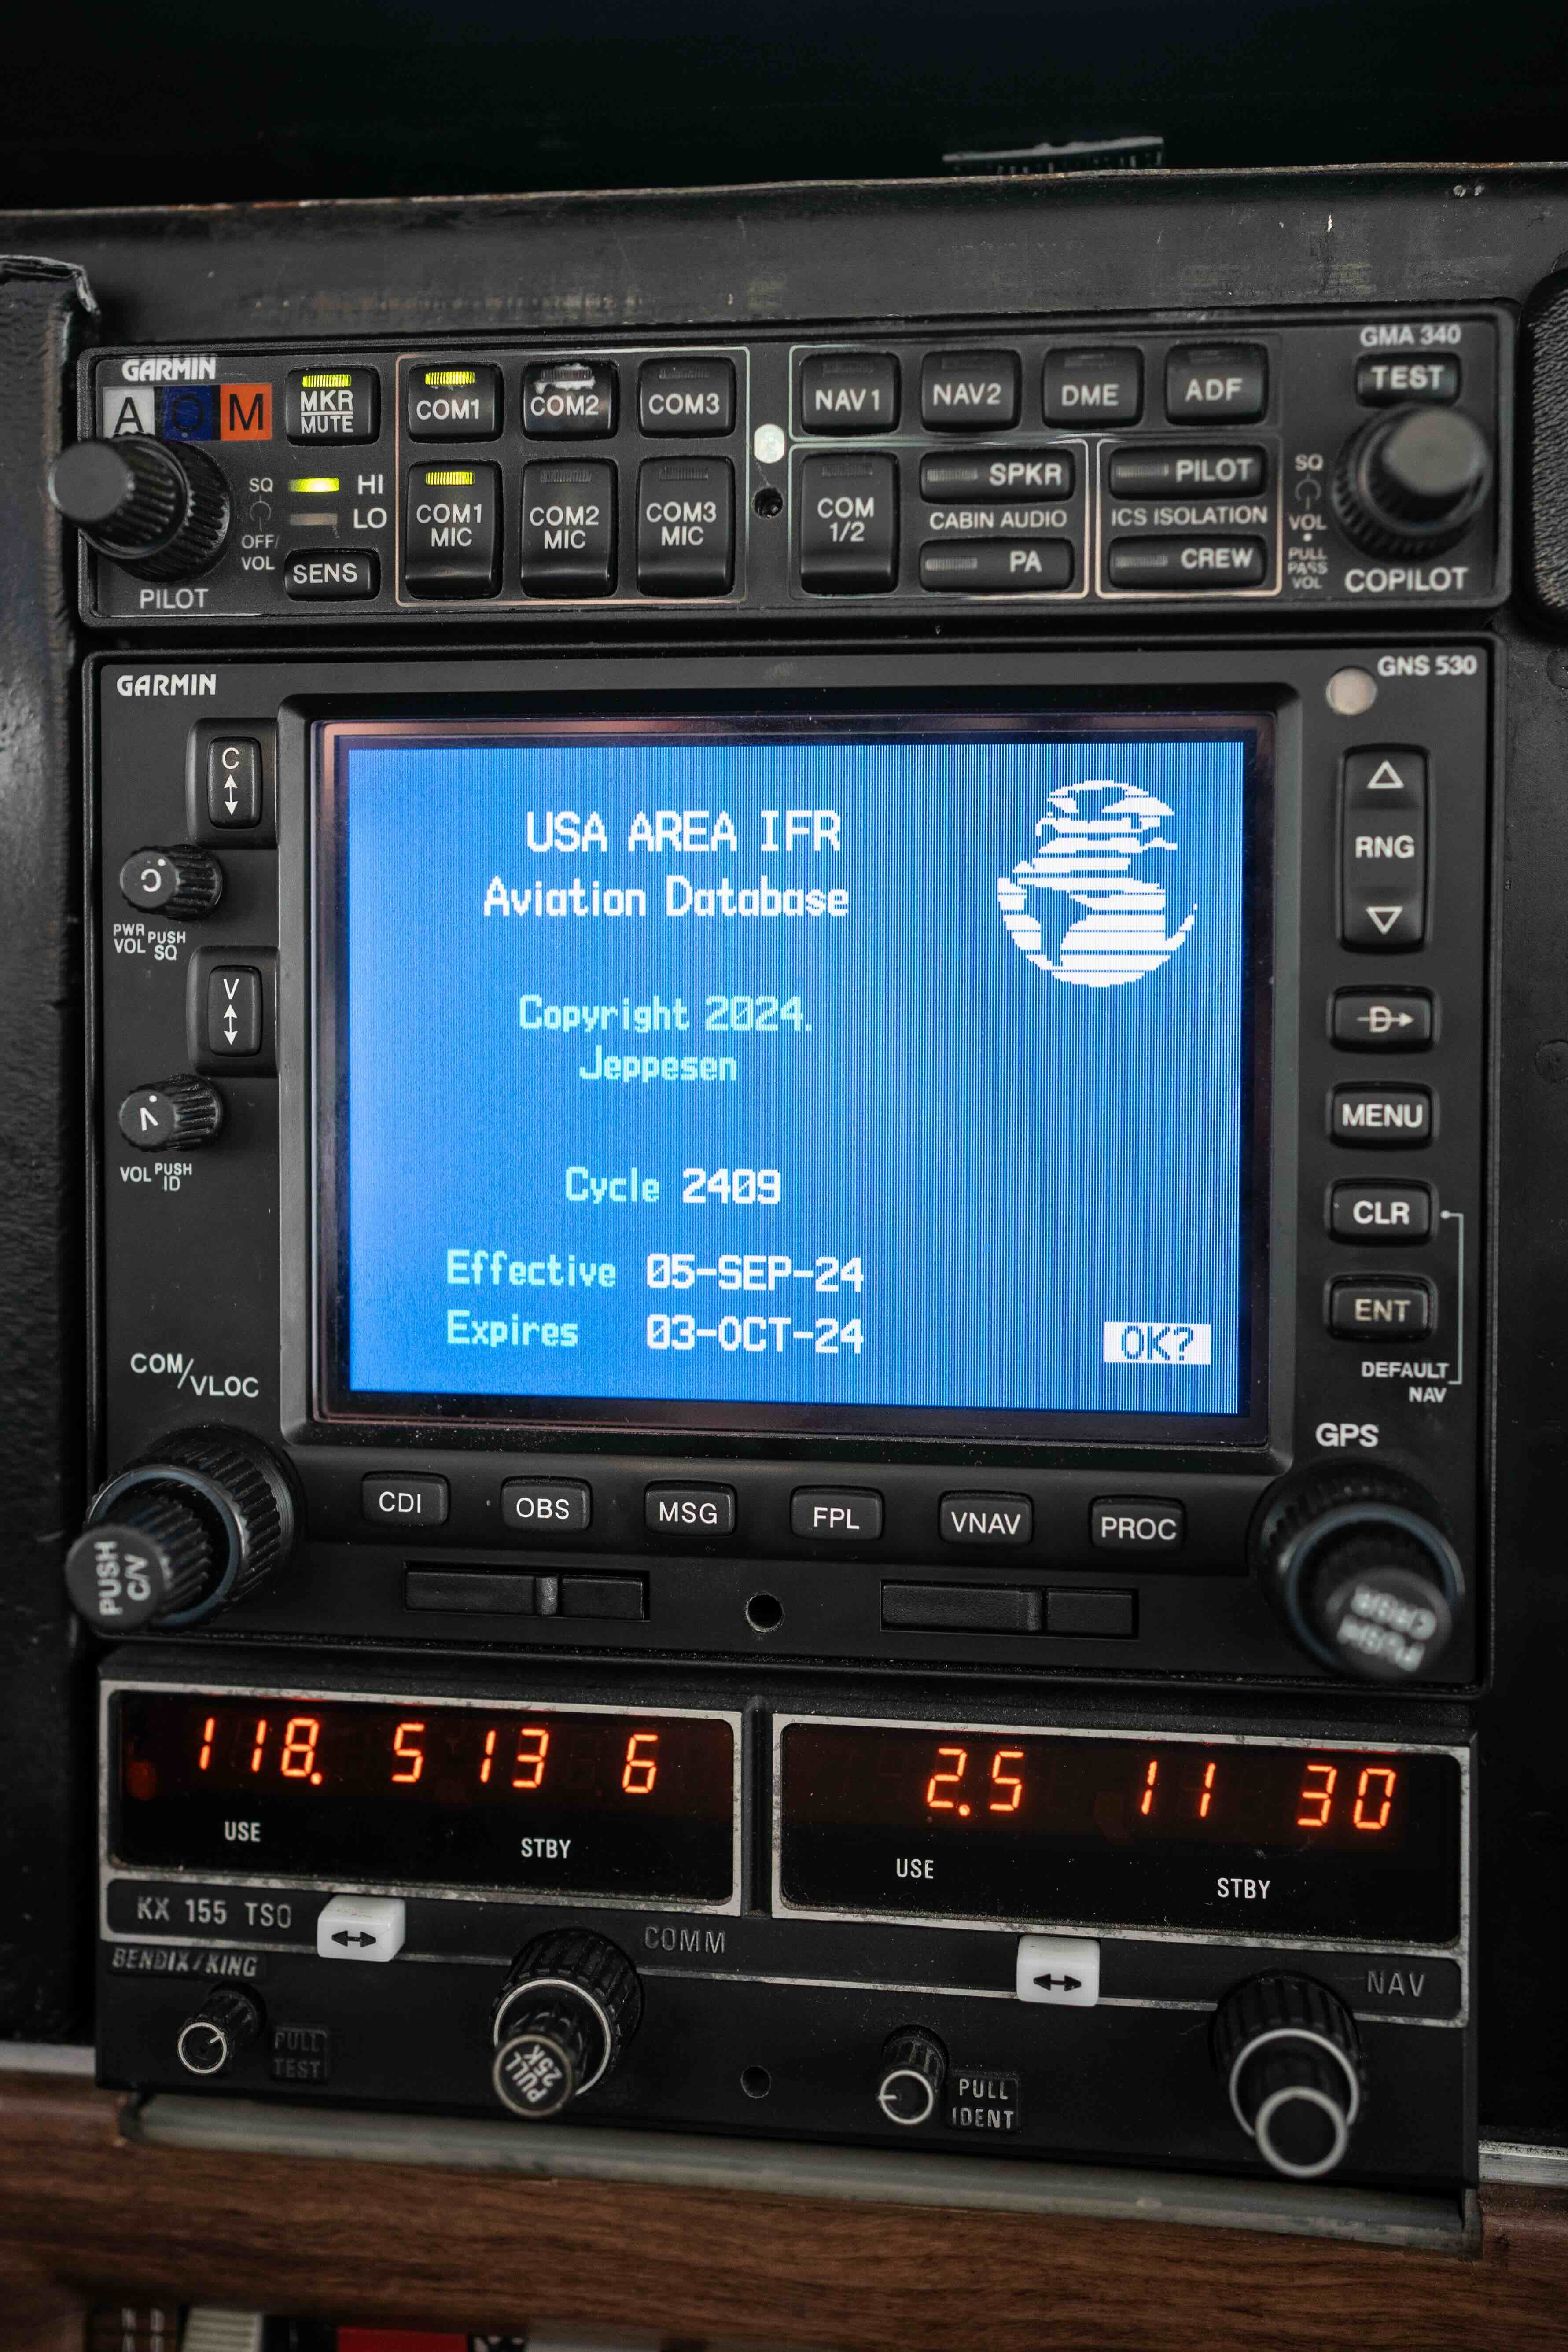 GARMIN
GMA 340
A O M
MKR
MUTE
COM1
COM2
COM3
NAV1
NAV2
DME
ADF
TEST
SQ
OFF/
VOL
PILOT
HI
LO
SENS
COM1
MIC
COM2
MIC
COM3
MIC
COM
1/2
SPKR
CABIN AUDIO
PA
PILOT
ICS ISOLATION
CREW
SQ
VOL
PULL
PASS
VOL
COPILOT
GARMIN
GNS 530
C
PWR
VOL
PUSH
SQ
V
VOL
PUSH
ID
COM/VLOC
PUSH
C/V
USA AREA IFR
Aviation Database
Copyright 2024.
Jeppesen
Cycle 2409
Effective 05-SEP-24
Expires 03-OCT-24
OK?
RNG
D
MENU
CLR
ENT
DEFAULT
NAV
GPS
PUSH
CRSR
CDI
OBS
MSG
FPL
VNAV
PROC
118. 5 13 6
USE
STBY
2.5 11 30
USE
STBY
KX 155 TSO
BENDIX/KING
COMM
NAV
PULL
TEST
PULL
25K
PULL
IDENT